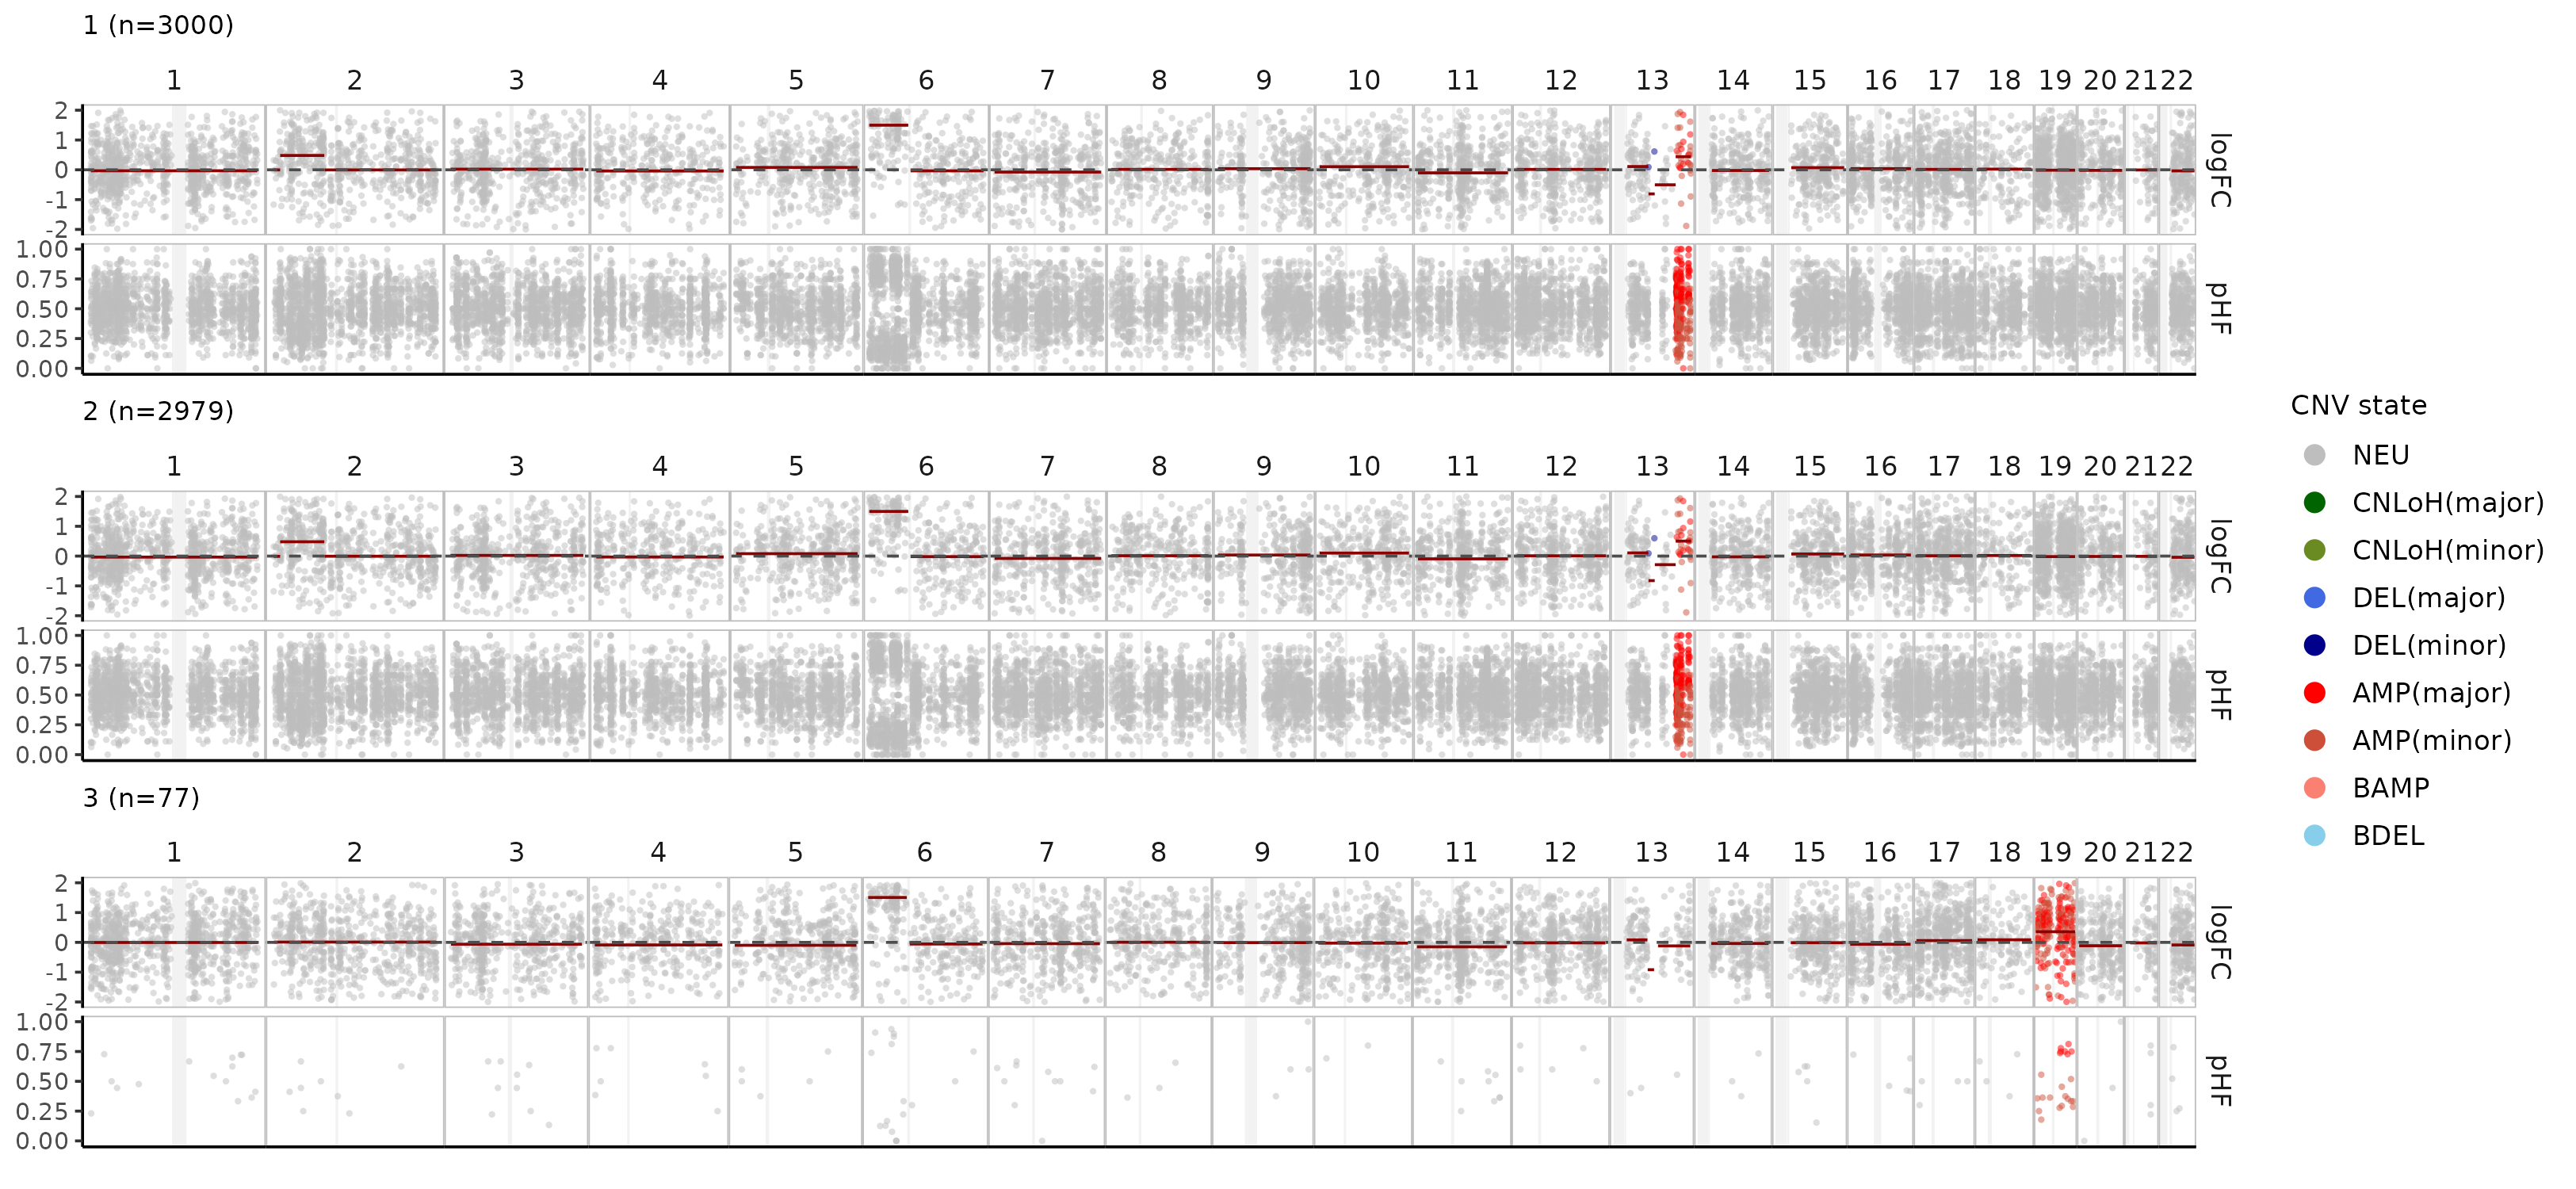 1 (n=3000)
1 2 3 4 5 6 7 8 9 10 11 12 13 14 15 16 17 18 19 20 21 22
2
1
0
-1
-2
logFC
1.00
0.75
0.50
0.25
0.00
pHF
2 (n=2979)
1 2 3 4 5 6 7 8 9 10 11 12 13 14 15 16 17 18 19 20 21 22
2
1
0
-1
-2
logFC
1.00
0.75
0.50
0.25
0.00
pHF
3 (n=77)
1 2 3 4 5 6 7 8 9 10 11 12 13 14 15 16 17 18 19 20 21 22
2
1
0
-1
-2
logFC
1.00
0.75
0.50
0.25
0.00
pHF
CNV state
NEU
CNLoH(major)
CNLoH(minor)
DEL(major)
DEL(minor)
AMP(major)
AMP(minor)
BAMP
BDEL